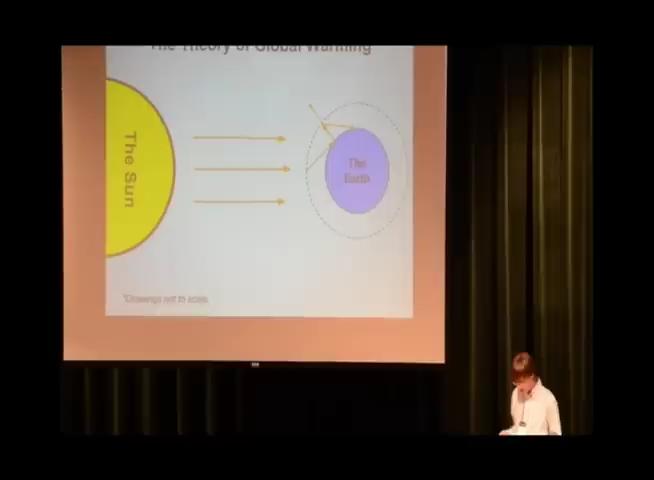 The Theory of Global Warming
The Sun
The
Earth
*Drawings not to scale